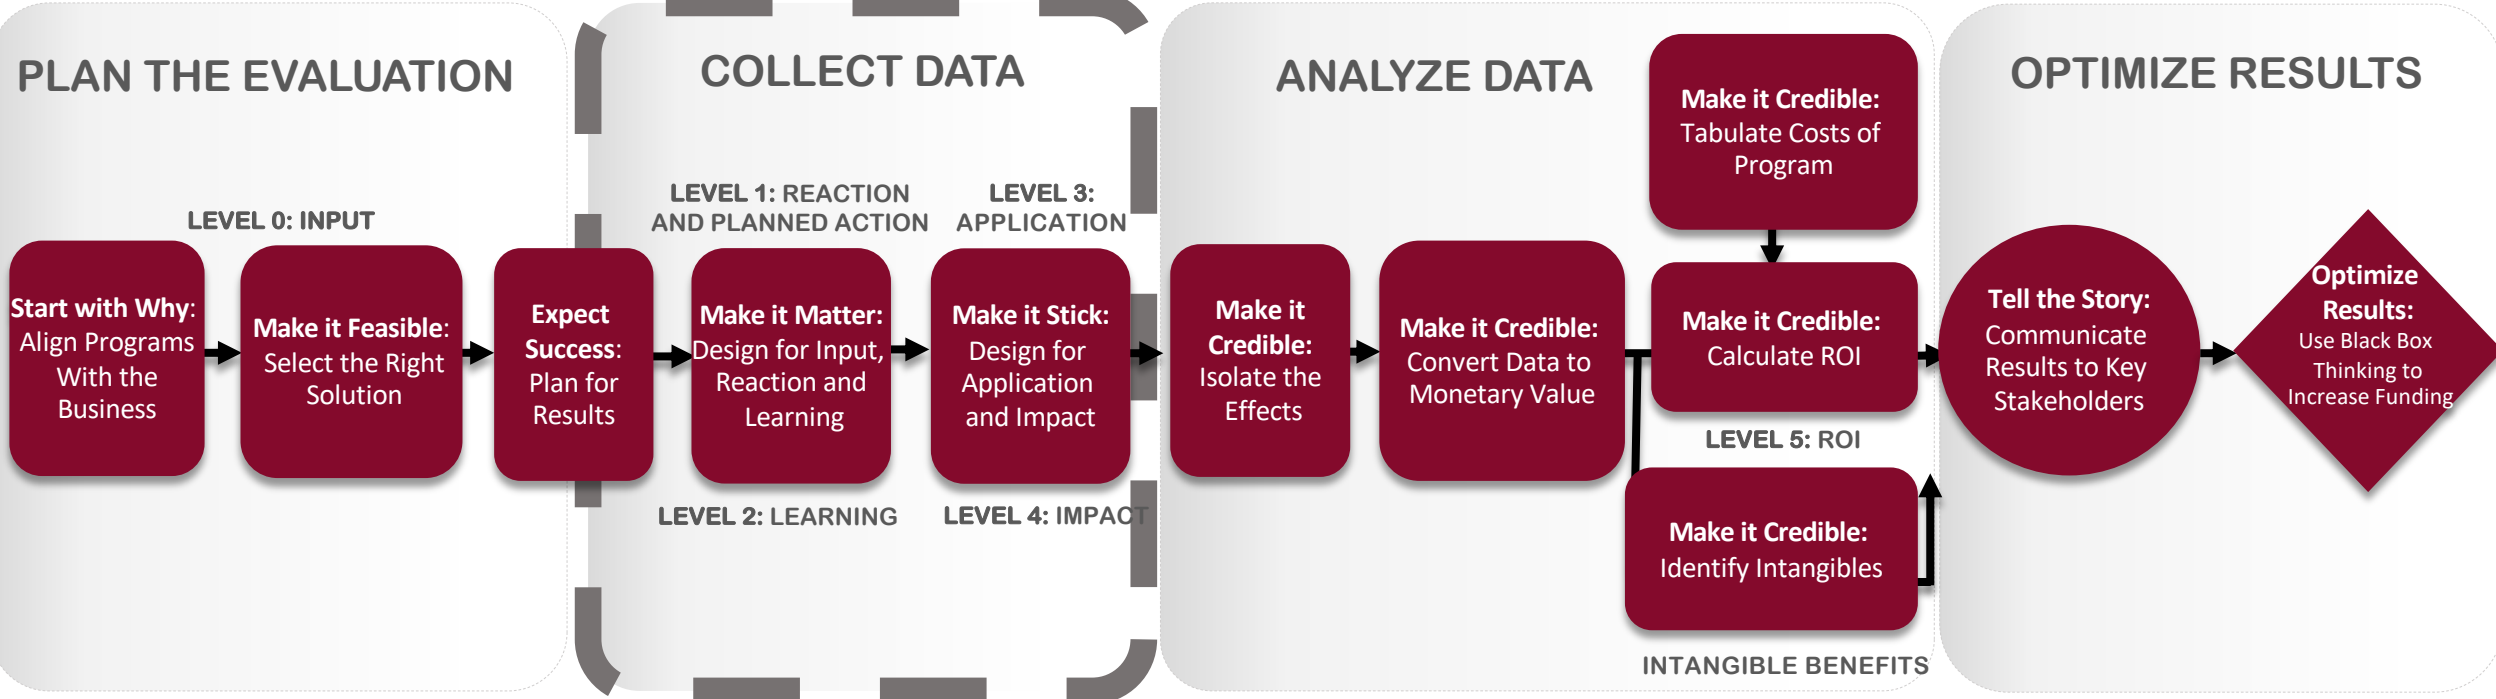 PLAN THE EVALUATION
LEVEL 0: INPUT
Start with Why:
Align Programs
With the
Business
Make it Feasible:
Select the Right
Solution
Expect
Success:
Plan for
Results
COLLECT DATA
LEVEL 1: REACTION
AND PLANNED ACTION
Make it Matter:
Design for Input,
Reaction and
Learning
LEVEL 2: LEARNING
LEVEL 3:
APPLICATION
Make it Stick:
Design for
Application
and Impact
LEVEL 4: IMPACT
ANALYZE DATA
Make it
Credible:
Isolate the
Effects
Make it Credible:
Convert Data to
Monetary Value
Make it Credible:
Tabulate Costs of
Program
Make it Credible:
Calculate ROI
LEVEL 5: ROI
Make it Credible:
Identify Intangibles
INTANGIBLE BENEFITS
OPTIMIZE RESULTS
Tell the Story:
Communicate
Results to Key
Stakeholders
Optimize
Results:
Use Black Box
Thinking to
Increase Funding